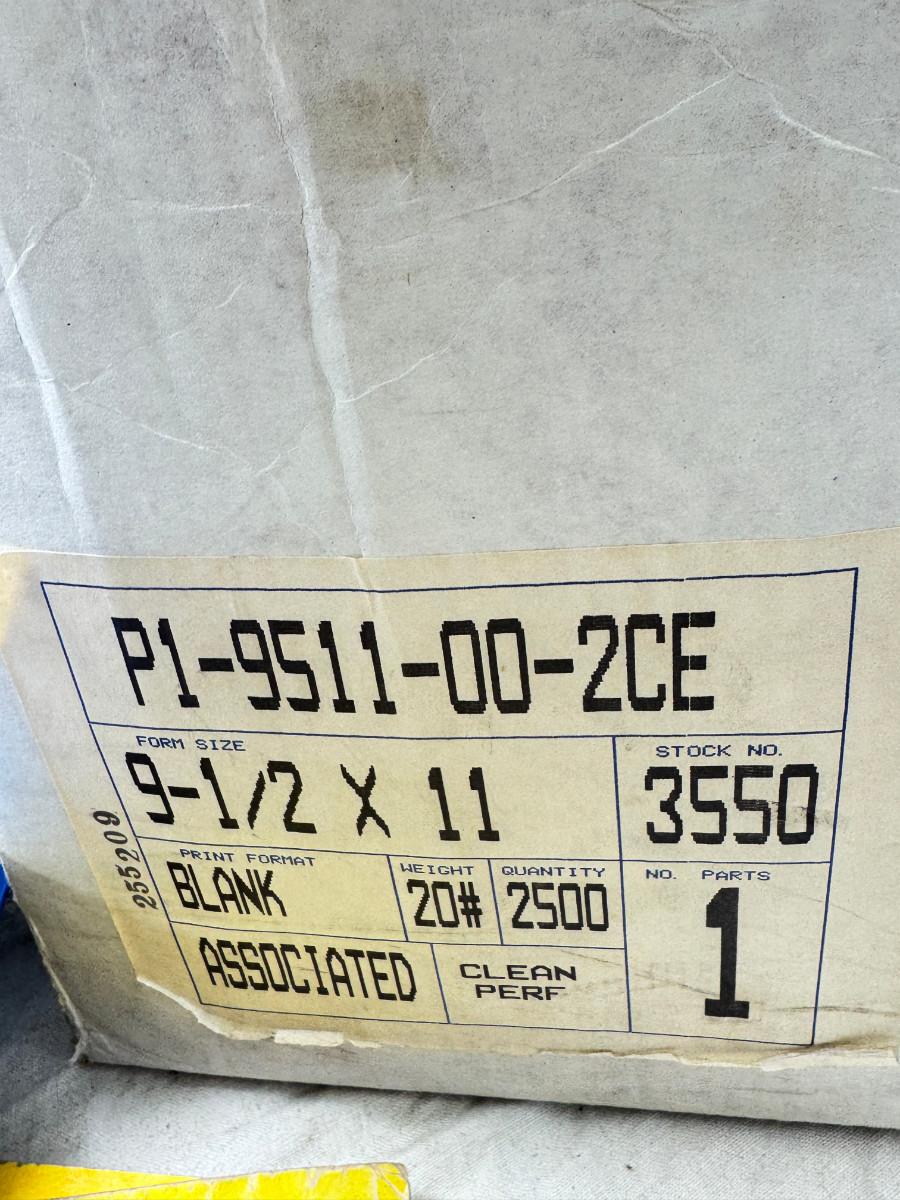 P1-9511-00-2CE
FORM SIZE
9-1/2 X 11
STOCK NO.
3550
PRINT FORMAT
BLANK
WEIGHT
20#
QUANTITY
2500
NO. PARTS
1
ASSOCIATED
CLEAN
PERF
255209